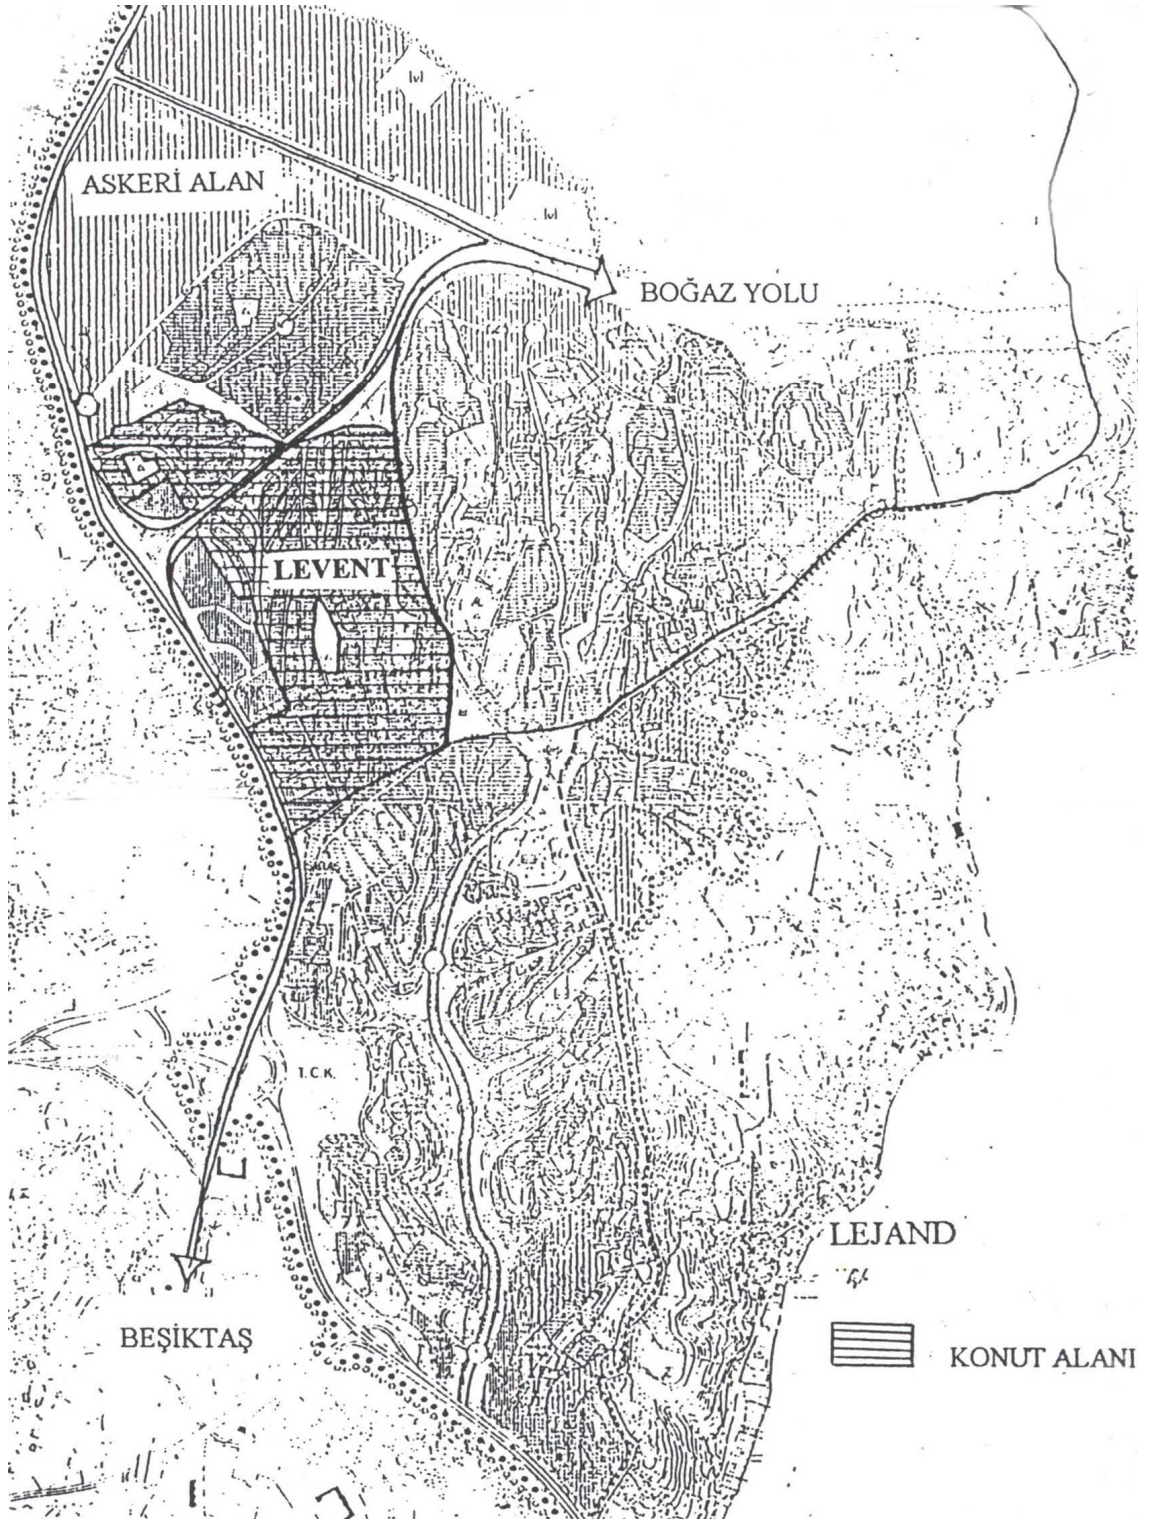 ASKERİ ALAN
BOĞAZ YOLU
LEVENT
T.C.K.
LEJAND
BEŞİKTAŞ
KONUT ALANI